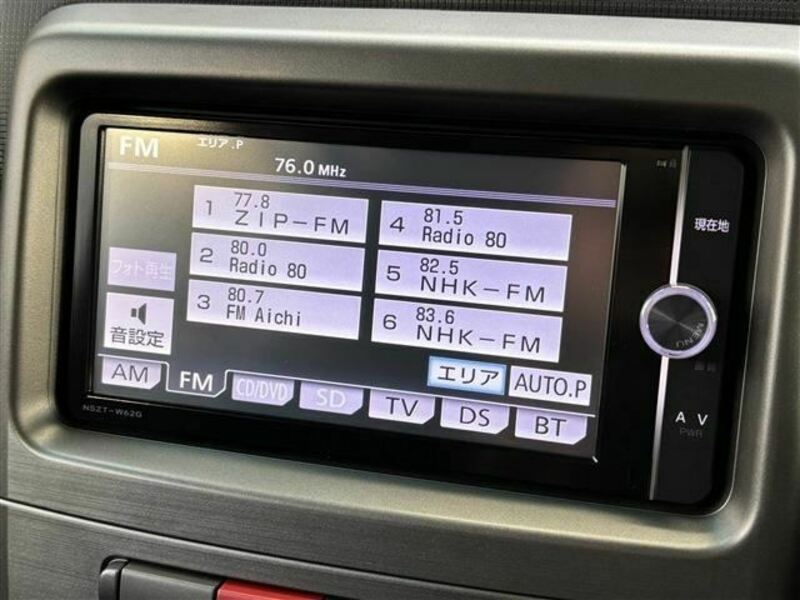 FM エリア.P
76.0 MHz
1 77.8
ZIP-FM
4 81.5
Radio 80
2 80.0
Radio 80
5 82.5
NHK-FM
3 80.7
FM Aichi
6 83.6
NHK-FM
フォト再生
音設定
エリア AUTO.P
AM FM CD/DVD SD TV DS BT
NSZT-W62G
現在地
MENU
AV
PWR